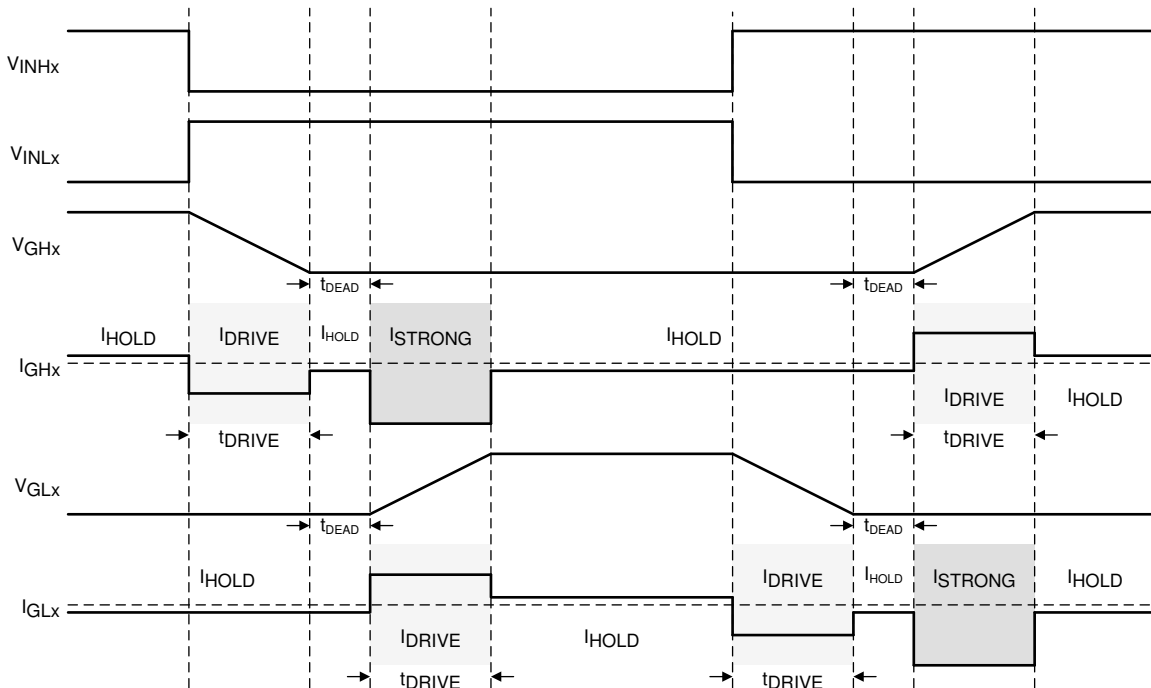 VINHx
VINLx
VGHx
tDEAD
tDEAD
IHOLD
IDRIVE
IHOLD
ISTRONG
IHOLD
IGHx
IDRIVE
IHOLD
tDRIVE
tDRIVE
VGLx
tDEAD
tDEAD
IHOLD
IDRIVE
IHOLD
ISTRONG
IHOLD
IGLx
IDRIVE
IHOLD
tDRIVE
tDRIVE